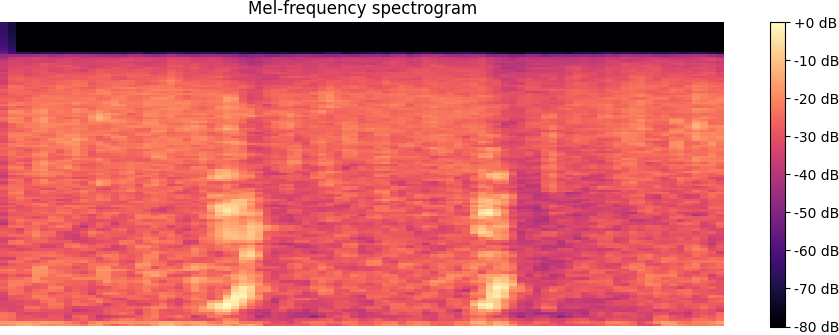 Mel-frequency spectrogram
+0 dB
-10 dB
-20 dB
-30 dB
-40 dB
-50 dB
-60 dB
-70 dB
-80 dB